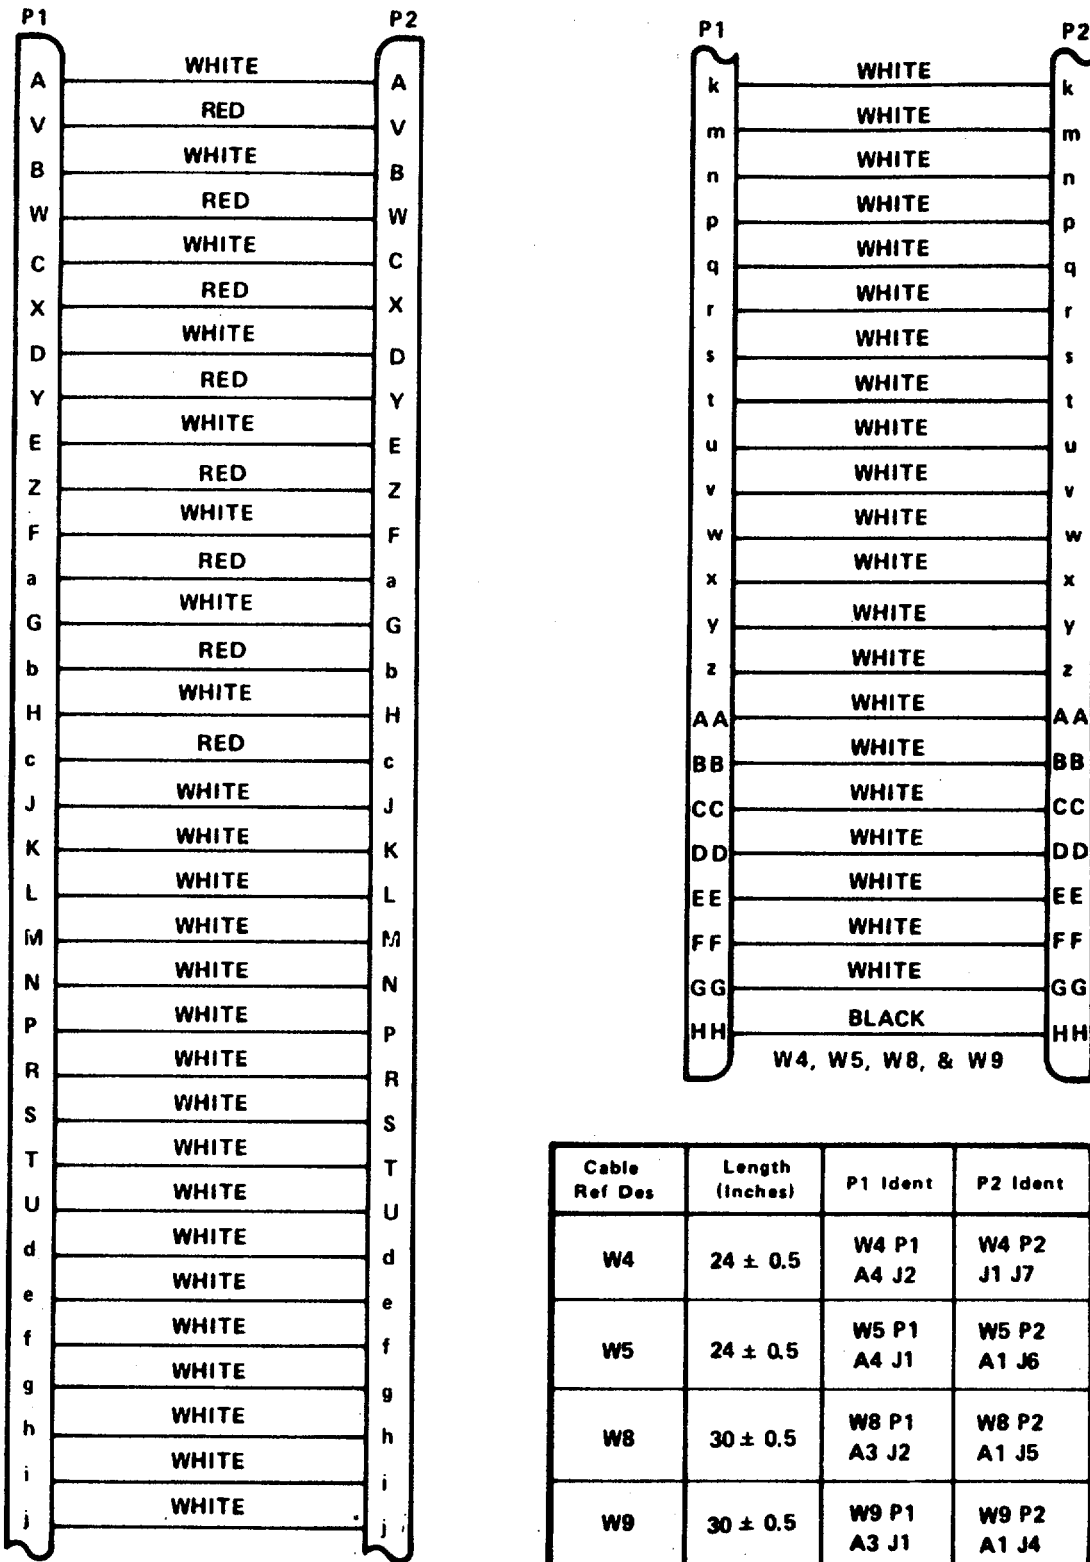 P1 P2
A WHITE A
V RED V
B WHITE B
W RED W
C WHITE C
X RED X
D WHITE D
Y RED Y
E WHITE E
Z RED Z
F WHITE F
a RED a
G WHITE G
b RED b
H WHITE H
c RED c
J WHITE J
K WHITE K
L WHITE L
M WHITE M
N WHITE N
P WHITE P
R WHITE R
S WHITE S
T WHITE T
U WHITE U
d WHITE d
e WHITE e
f WHITE f
g WHITE g
h WHITE h
i WHITE i
j WHITE j
P1 P2
k WHITE k
m WHITE m
n WHITE n
p WHITE p
q WHITE q
r WHITE r
s WHITE s
t WHITE t
u WHITE u
v WHITE v
w WHITE w
x WHITE x
y WHITE y
z WHITE z
AA WHITE AA
BB WHITE BB
CC WHITE CC
DD WHITE DD
EE WHITE EE
FF WHITE FF
GG WHITE GG
HH BLACK HH
W4, W5, W8, & W9
Cable Length P1 Ident P2 Ident
Ref Des (Inches)
W4 24 ± 0.5 W4 P1 W4 P2
A4 J2 J1 J7
W5 24 ± 0.5 W5 P1 W5 P2
A4 J1 A1 J6
W8 30 ± 0.5 W8 P1 W8 P2
A3 J2 A1 J5
W9 30 ± 0.5 W9 P1 W9 P2
A3 J1 A1 J4